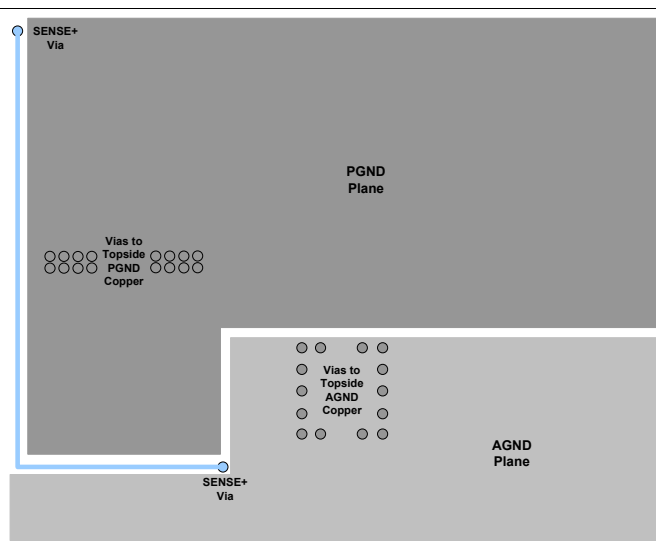 SENSE+
Via
PGND
Plane
Vias to
Topside
PGND
Copper
Vias to
Topside
AGND
Copper
AGND
Plane
SENSE+
Via